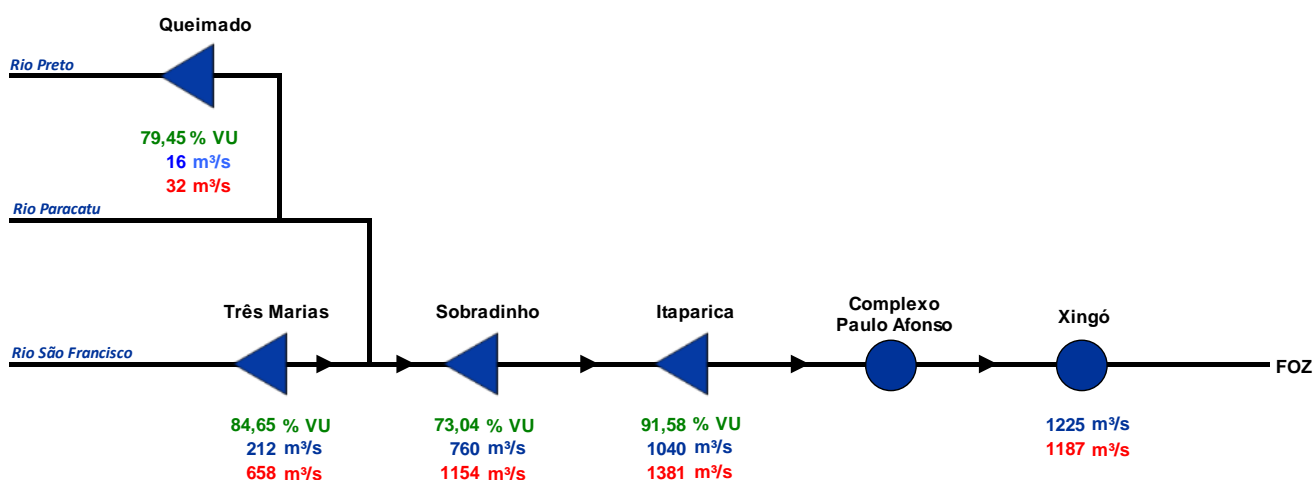 Queimado
Rio Preto
79,45 % VU
16 m³/s
32 m³/s
Rio Paracatu
Três Marias
Sobradinho
Itaparica
Complexo
Paulo Afonso
Xingó
Rio São Francisco
FOZ
84,65 % VU
212 m³/s
658 m³/s
73,04 % VU
760 m³/s
1154 m³/s
91,58 % VU
1040 m³/s
1381 m³/s
1225 m³/s
1187 m³/s